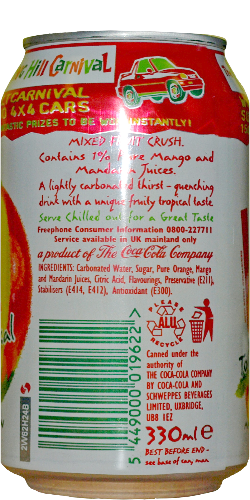 Hill Carnival
4X4 CARS
PRIZES TO BE WON INSTANTLY!
MIXED FRUIT CRUSH.
Contains 1% Pure Mango and
Mandarin Juices.
A lightly carbonated thirst - quenching
drink with a unique fruity tropical taste
Serve Chilled out for a Great Taste
Freephone Consumer Information 0800-227711
Service available in UK mainland only
a product of The Coca-Cola Company
INGREDIENTS: Carbonated Water, Sugar, Pure Orange, Mango
and Mandarin Juices, Citric Acid, Flavourings, Preservative (E211),
Stabilisers (E414, E412), Antioxidant (E300).
PLEASE
ALU
RECYCLE
Canned under the
authority of
THE COCA-COLA COMPANY
BY COCA-COLA AND
SCHWEPPES BEVERAGES
LIMITED, UXBRIDGE,
UB8 1EZ
330ml e
BEST BEFORE END -
see base of can, man
5 449000 019622